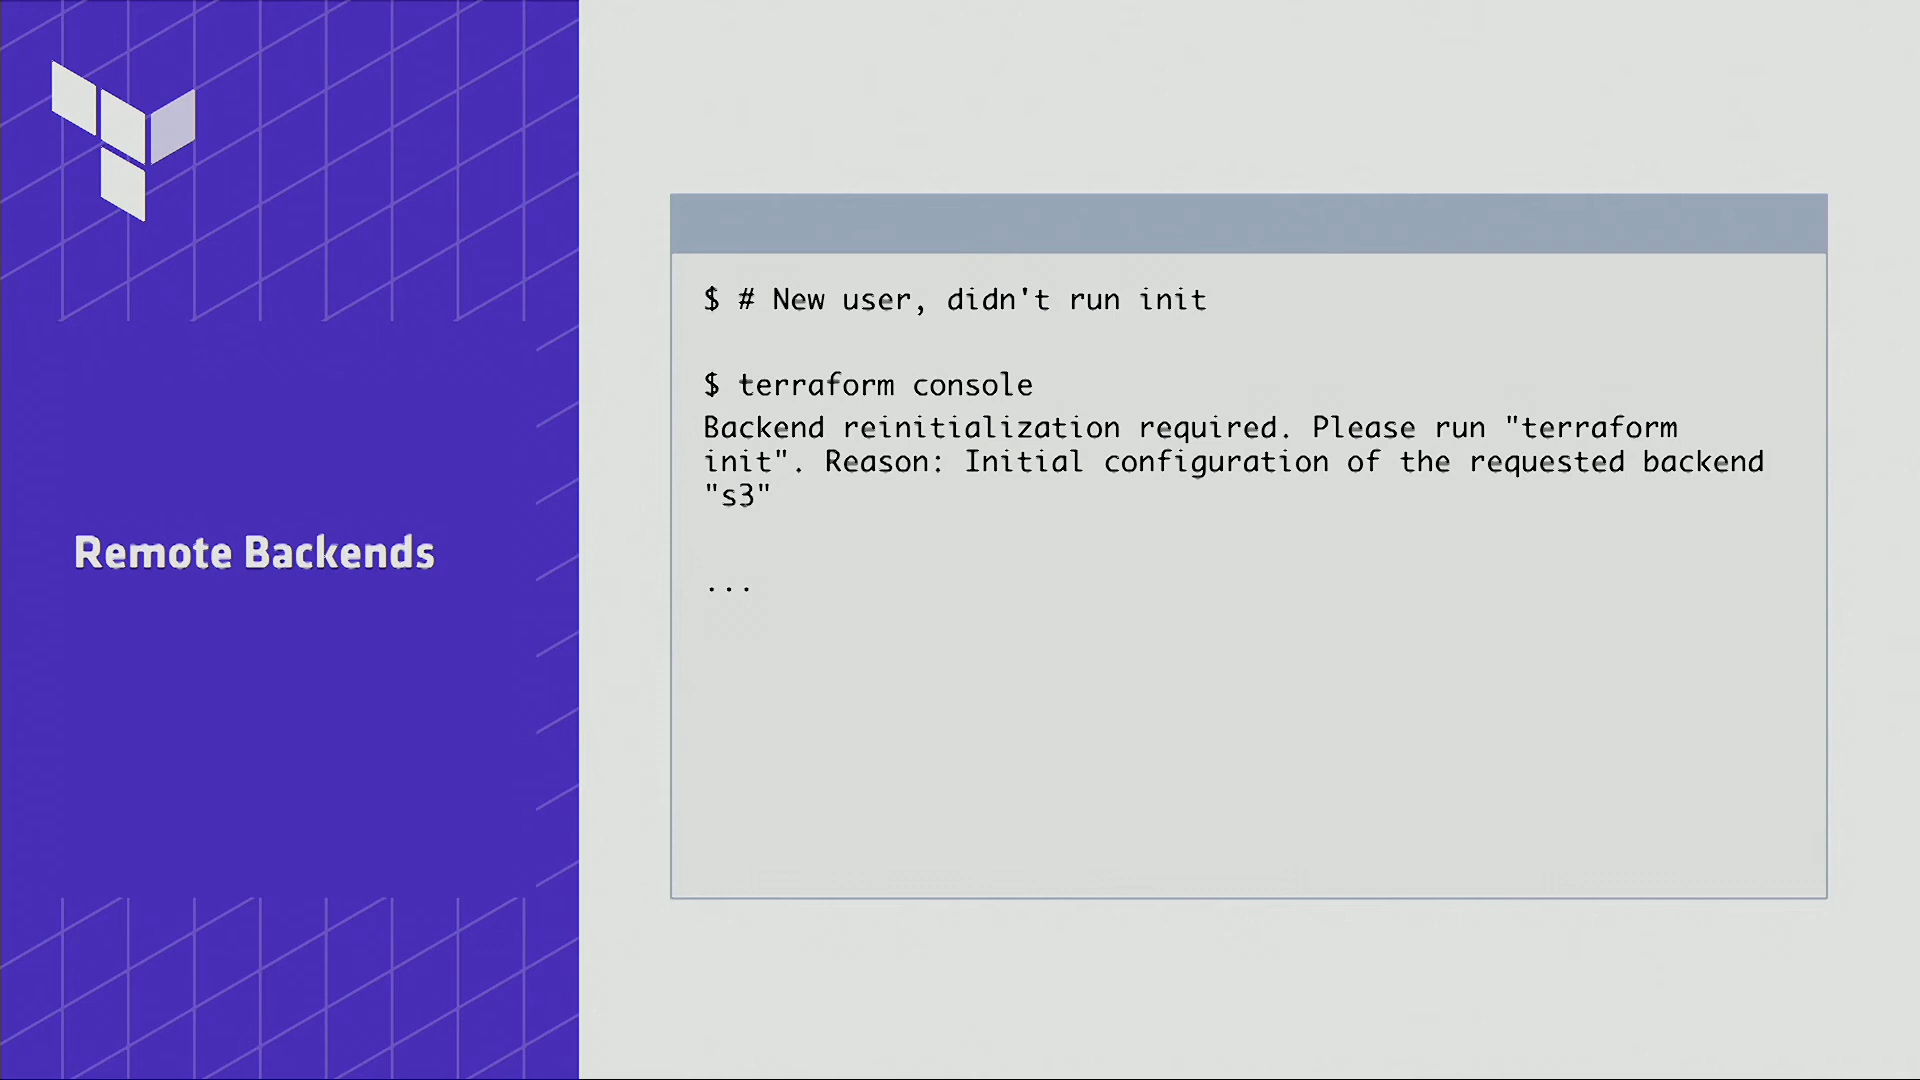 Remote Backends
$ # New user, didn't run init
$ terraform console
Backend reinitialization required. Please run "terraform
init". Reason: Initial configuration of the requested backend
"s3"
...